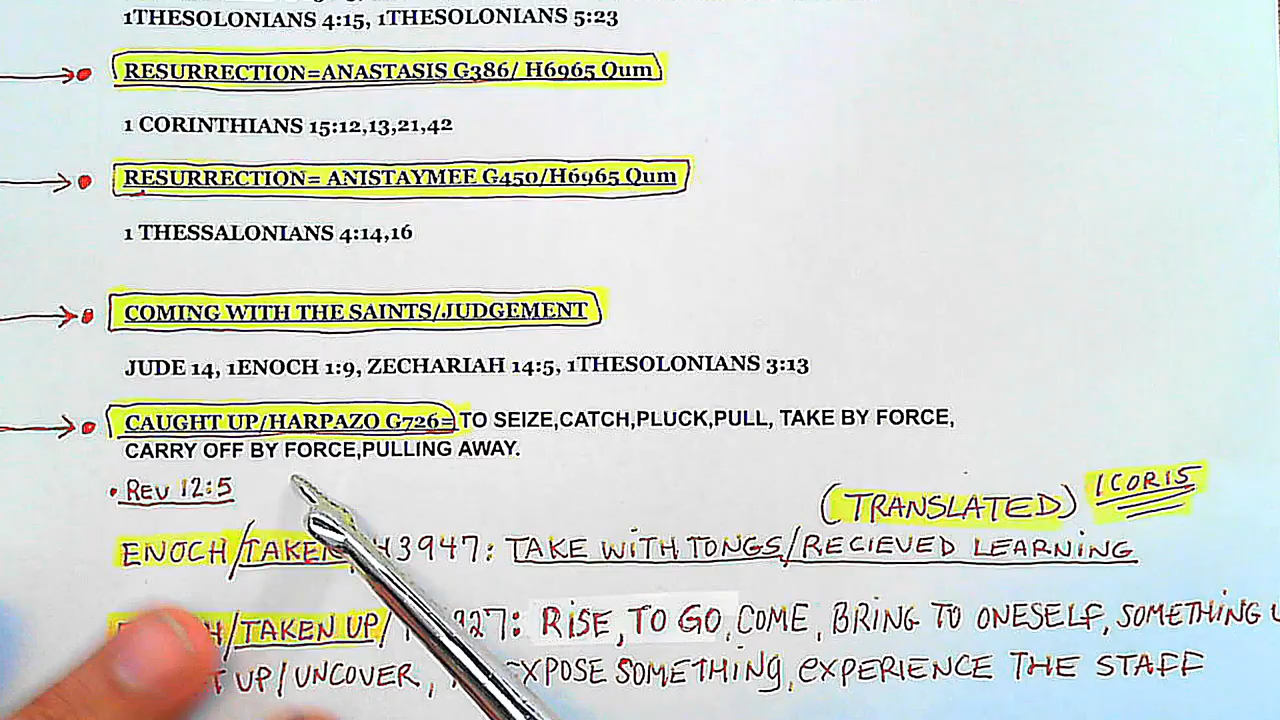 1THESOLONIANS 4:15, 1THESOLONIANS 5:23
RESURRECTION=ANASTASIS G386/ H6965 Qum
1 CORINTHIANS 15:12,13,21,42
RESURRECTION= ANISTAYMEE G450/H6965 Qum
1 THESSALONIANS 4:14,16
COMING WITH THE SAINTS/JUDGEMENT
JUDE 14, 1ENOCH 1:9, ZECHARIAH 14:5, 1THESOLONIANS 3:13
CAUGHT UP/HARPAZO G726= TO SEIZE,CATCH,PLUCK,PULL, TAKE BY FORCE,
CARRY OFF BY FORCE,PULLING AWAY.
• REV 12:5
(TRANSLATED) 1COR15
ENOCH/TAKEN H3947: TAKE WITH TONGS/RECIEVED LEARNING
/TAKEN UP/ 27: RISE, TO GO, COME, BRING TO ONESELF, SOMETHING
UP/UNCOVER, EXPOSE SOMETHING, EXPERIENCE THE STAFF